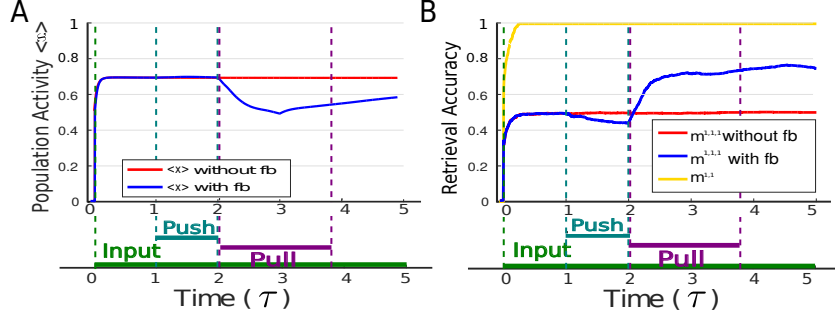 A
Population Activity <x>
1
0.8
0.6
0.4
0.2
0
<x> without fb
<x> with fb
0 1 2 3 4 5
Push
Input
Pull
0 1 2 3 4 5
Time ( τ )
B
Retrieval Accuracy
1
0.8
0.6
0.4
0.2
0
m¹,¹,¹ without fb
m¹,¹,¹ with fb
m¹,¹
0 1 2 3 4 5
Push
Input
Pull
0 1 2 3 4 5
Time ( τ )